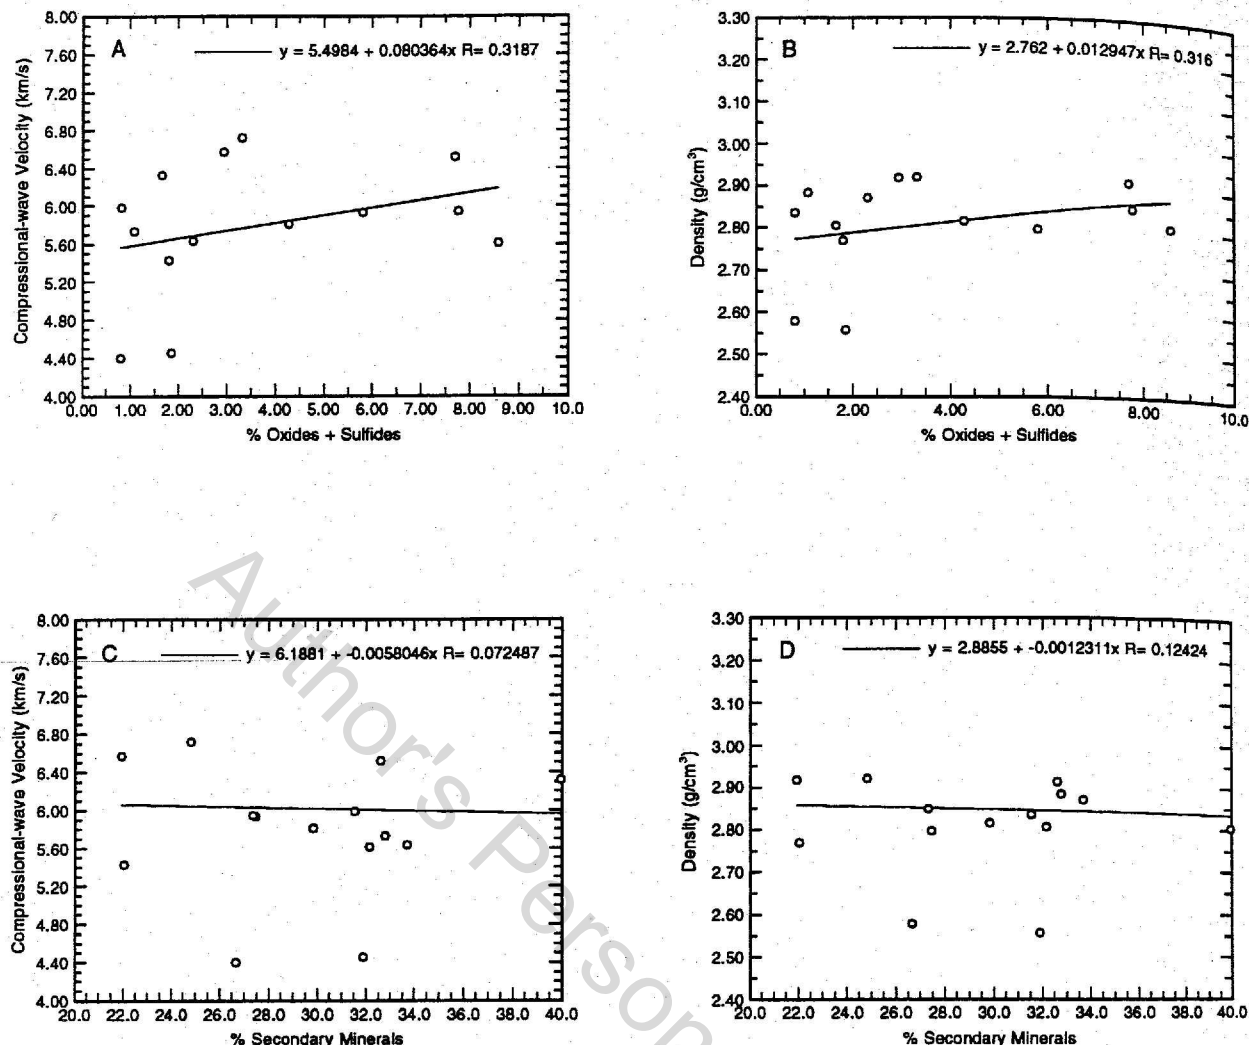 A
y = 5.4984 + 0.080364x R= 0.3187
Compressional-wave Velocity (km/s)
8.00
7.60
7.20
6.80
6.40
6.00
5.60
5.20
4.80
4.40
4.00
0.00 1.00 2.00 3.00 4.00 5.00 6.00 7.00 8.00 9.00 10.0
% Oxides + Sulfides
B
y = 2.762 + 0.012947x R= 0.316
Density (g/cm³)
3.30
3.20
3.10
3.00
2.90
2.80
2.70
2.60
2.50
2.40
0.00 2.00 4.00 6.00 8.00 10.0
% Oxides + Sulfides
C
y = 6.1881 + -0.0058046x R= 0.072487
Compressional-wave Velocity (km/s)
8.00
7.60
7.20
6.80
6.40
6.00
5.60
5.20
4.80
4.40
4.00
20.0 22.0 24.0 26.0 28.0 30.0 32.0 34.0 36.0 38.0 40.0
% Secondary Minerals
D
y = 2.8855 + -0.0012311x R= 0.12424
Density (g/cm³)
3.30
3.20
3.10
3.00
2.90
2.80
2.70
2.60
2.50
2.40
20.0 22.0 24.0 26.0 28.0 30.0 32.0 34.0 36.0 38.0 40.0
% Secondary Minerals
Author's Person